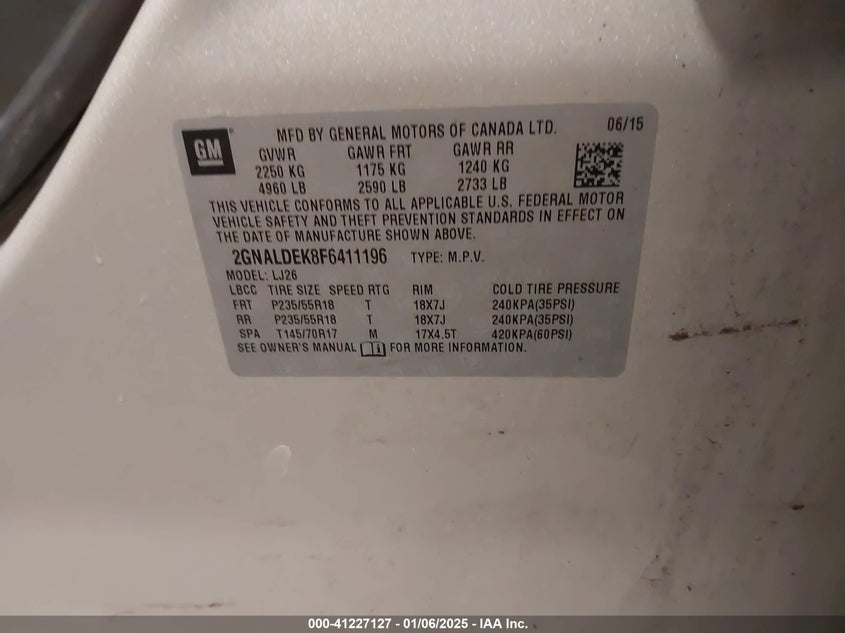 GM
MFD BY GENERAL MOTORS OF CANADA LTD. 06/15
GVWR GAWR FRT GAWR RR
2250 KG 1175 KG 1240 KG
4960 LB 2590 LB 2733 LB
THIS VEHICLE CONFORMS TO ALL APPLICABLE U.S. FEDERAL MOTOR
VEHICLE SAFETY AND THEFT PREVENTION STANDARDS IN EFFECT ON
THE DATE OF MANUFACTURE SHOWN ABOVE.
2GNALDEK8F6411196 TYPE: M.P.V.
MODEL: LJ26
LBCC TIRE SIZE SPEED RTG RIM COLD TIRE PRESSURE
FRT P235/55R18 T 18X7J 240KPA(35PSI)
RR P235/55R18 T 18X7J 240KPA(35PSI)
SPA T145/70R17 M 17X4.5T 420KPA(60PSI)
SEE OWNER'S MANUAL FOR MORE INFORMATION.
000-41227127 - 01/06/2025 - IAA Inc.